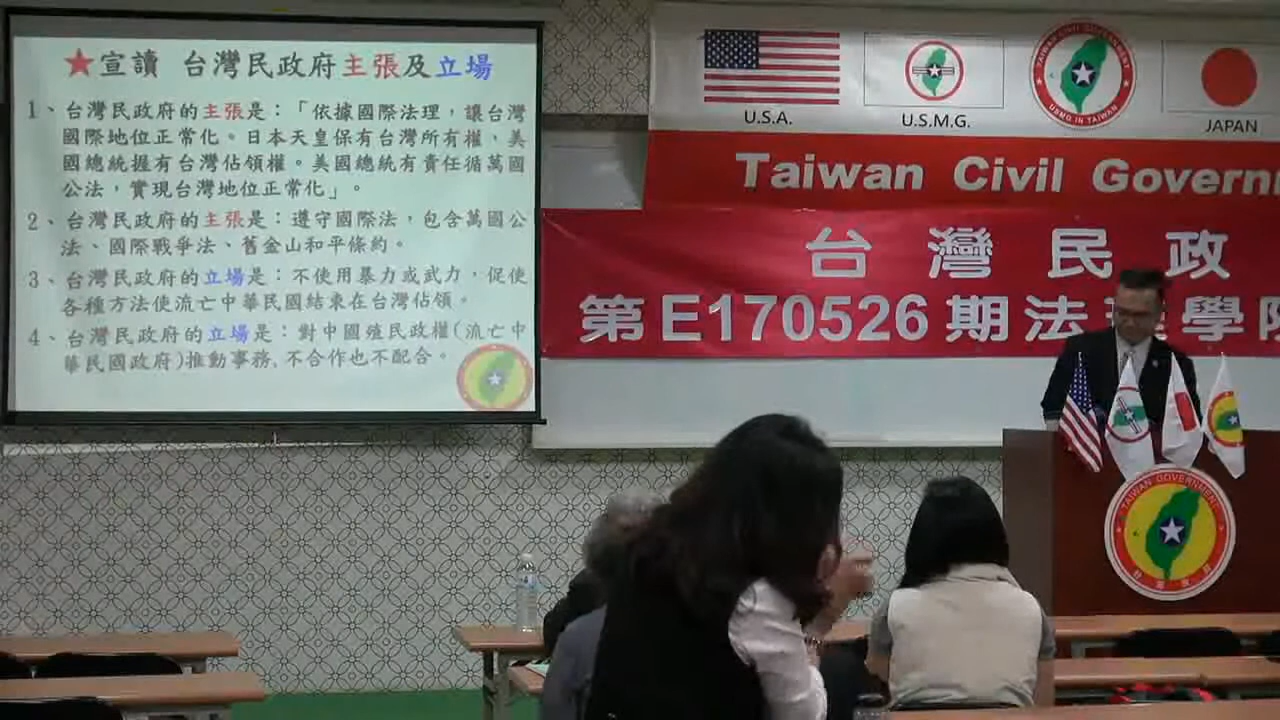 ★宣讀 台灣民政府主張及立場
1、台灣民政府的主張是:「依據國際法理,讓台灣
國際地位正常化。日本天皇保有台灣所有權,美
國總統握有台灣佔領權。美國總統有責任循萬國
公法,實現台灣地位正常化」。
2、台灣民政府的主張是:遵守國際法,包含萬國公
法、國際戰爭法、舊金山和平條約。
3、台灣民政府的立場是:不使用暴力或武力,促使
各種方法使流亡中華民國結束在台灣佔領。
4、台灣民政府的立場是:對中國殖民政權(流亡中
華民國政府)推動事務,不合作也不配合。
U.S.A.
U.S.M.G.
TAIWAN CIVIL GOVERNMENT
USMG IN TAIWAN
JAPAN
Taiwan Civil Governm
台灣民政
第E170526期法理學院
TAIWAN GOVERNMENT